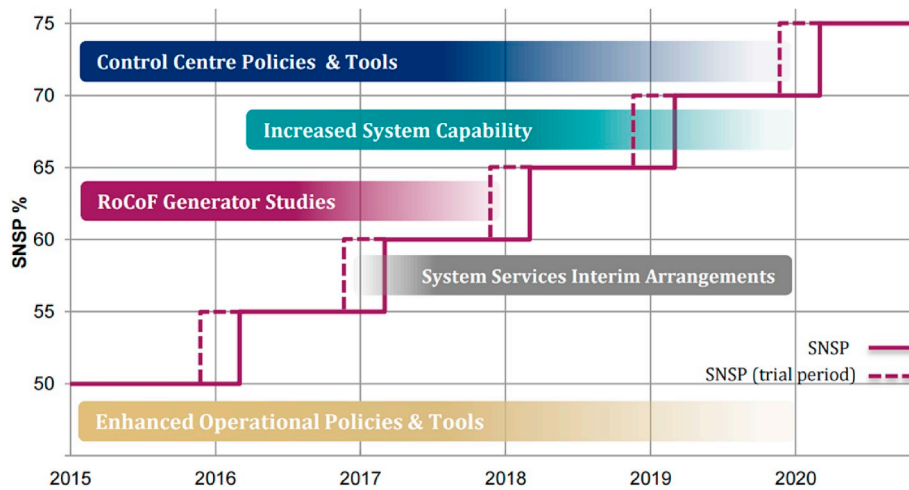 75
Control Centre Policies & Tools
70
Increased System Capability
65
RoCoF Generator Studies
SNSP %
60
System Services Interim Arrangements
55
SNSP
SNSP (trial period)
50
Enhanced Operational Policies & Tools
2015 2016 2017 2018 2019 2020